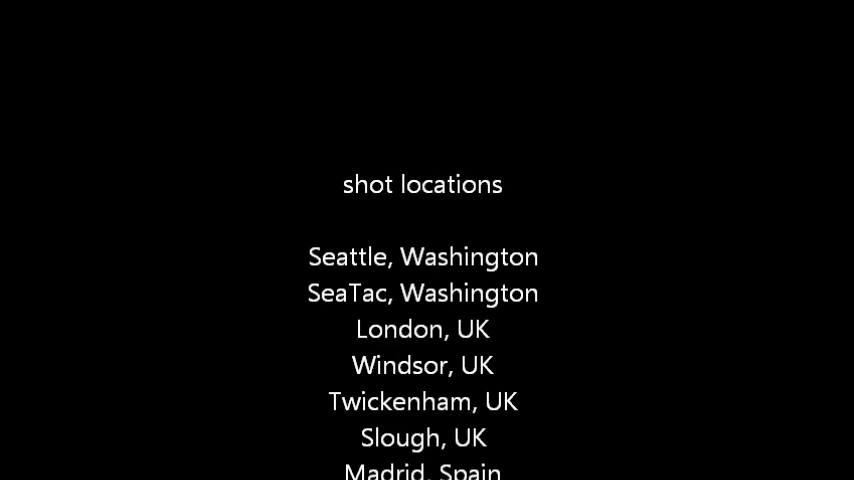 shot locations
Seattle, Washington
SeaTac, Washington
London, UK
Windsor, UK
Twickenham, UK
Slough, UK
Madrid, Spain